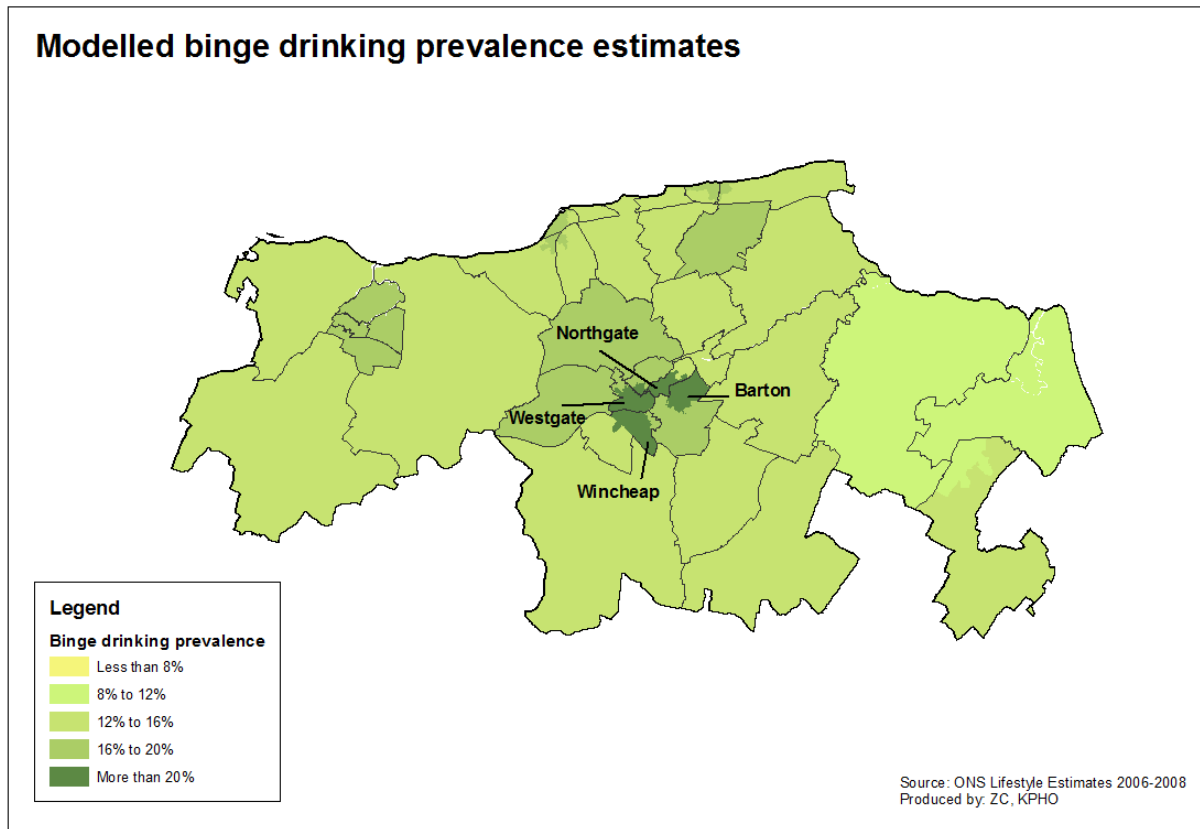 Modelled binge drinking prevalence estimates
Northgate
Barton
Westgate
Wincheap
Legend
Binge drinking prevalence
Less than 8%
8% to 12%
12% to 16%
16% to 20%
More than 20%
Source: ONS Lifestyle Estimates 2006-2008
Produced by: ZC, KPHO